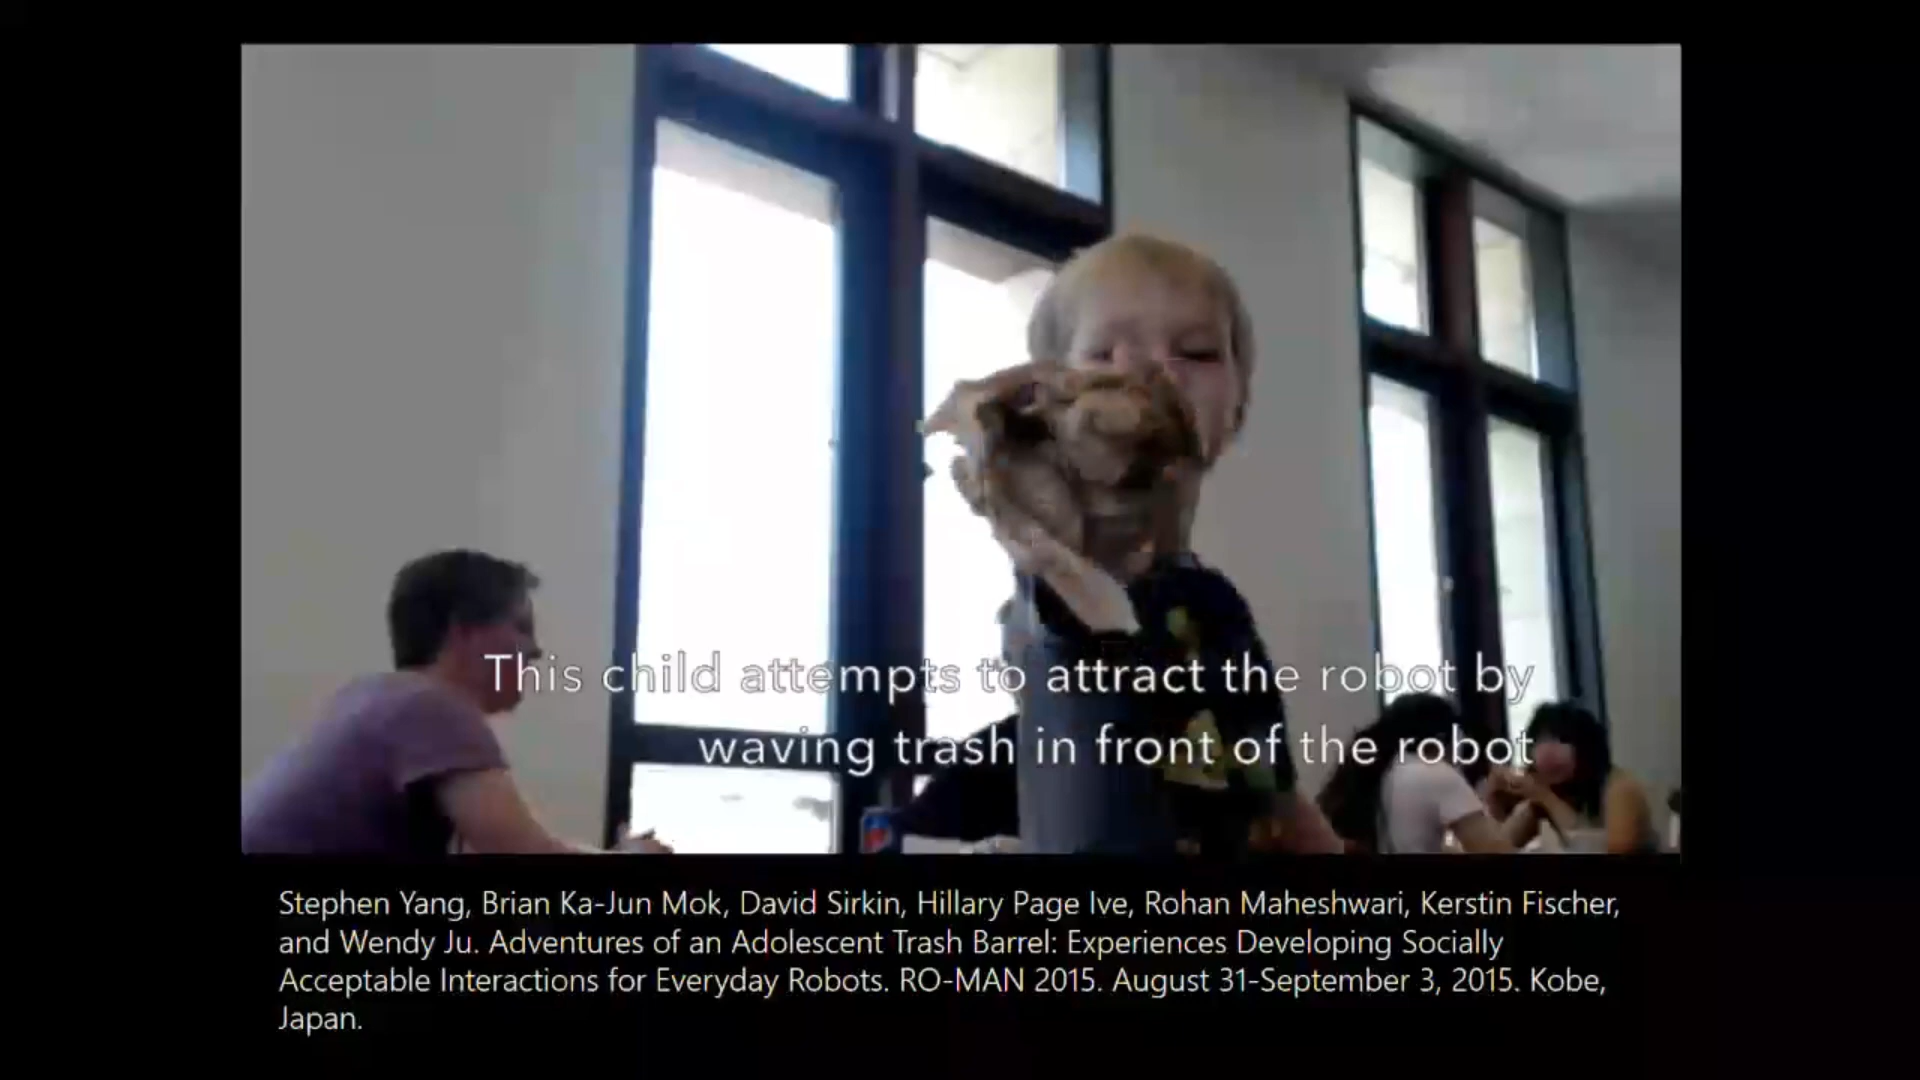 This child attempts to attract the robot by
waving trash in front of the robot
Stephen Yang, Brian Ka-Jun Mok, David Sirkin, Hillary Page Ive, Rohan Maheshwari, Kerstin Fischer,
and Wendy Ju. Adventures of an Adolescent Trash Barrel: Experiences Developing Socially
Acceptable Interactions for Everyday Robots. RO-MAN 2015. August 31-September 3, 2015. Kobe,
Japan.